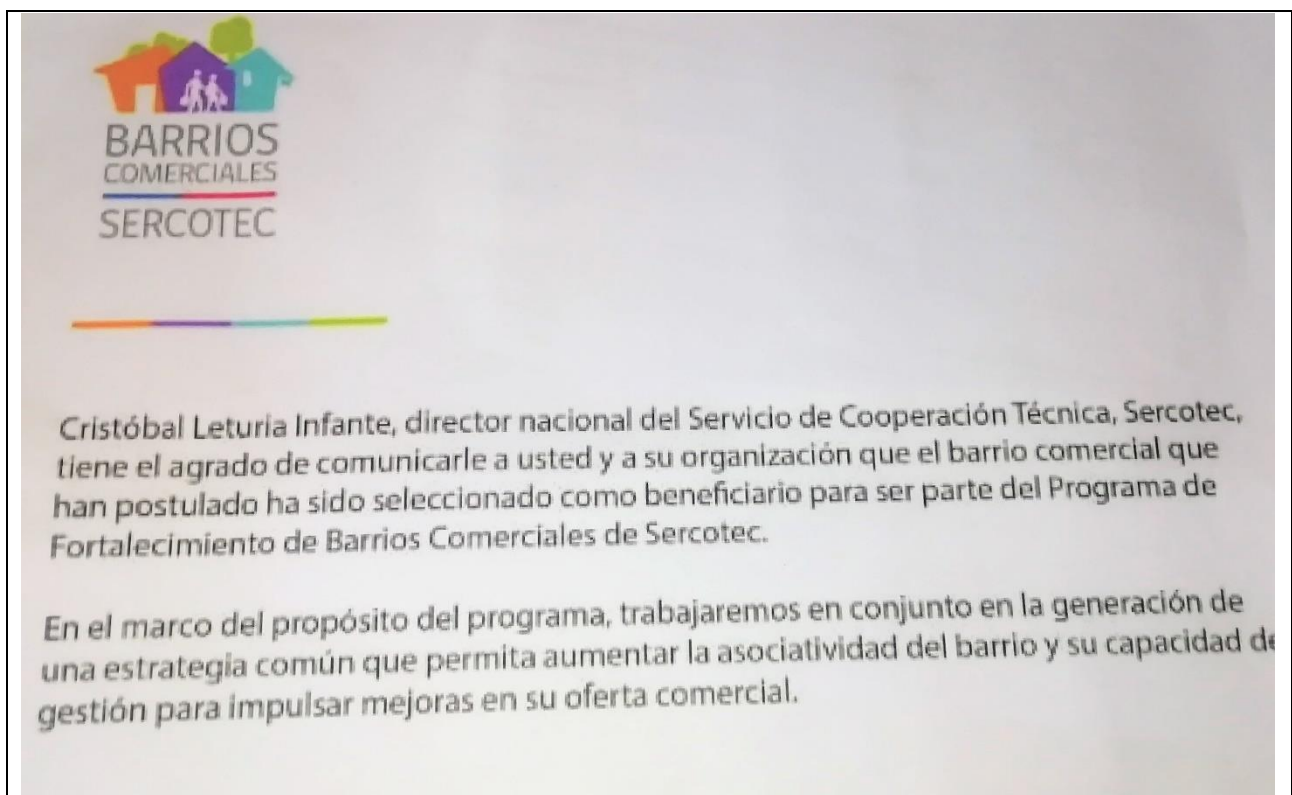 BARRIOS
COMERCIALES
SERCOTEC
Cristóbal Leturia Infante, director nacional del Servicio de Cooperación Técnica, Sercotec,
tiene el agrado de comunicarle a usted y a su organización que el barrio comercial que
han postulado ha sido seleccionado como beneficiario para ser parte del Programa de
Fortalecimiento de Barrios Comerciales de Sercotec.
En el marco del propósito del programa, trabajaremos en conjunto en la generación de
una estrategia común que permita aumentar la asociatividad del barrio y su capacidad de
gestión para impulsar mejoras en su oferta comercial.